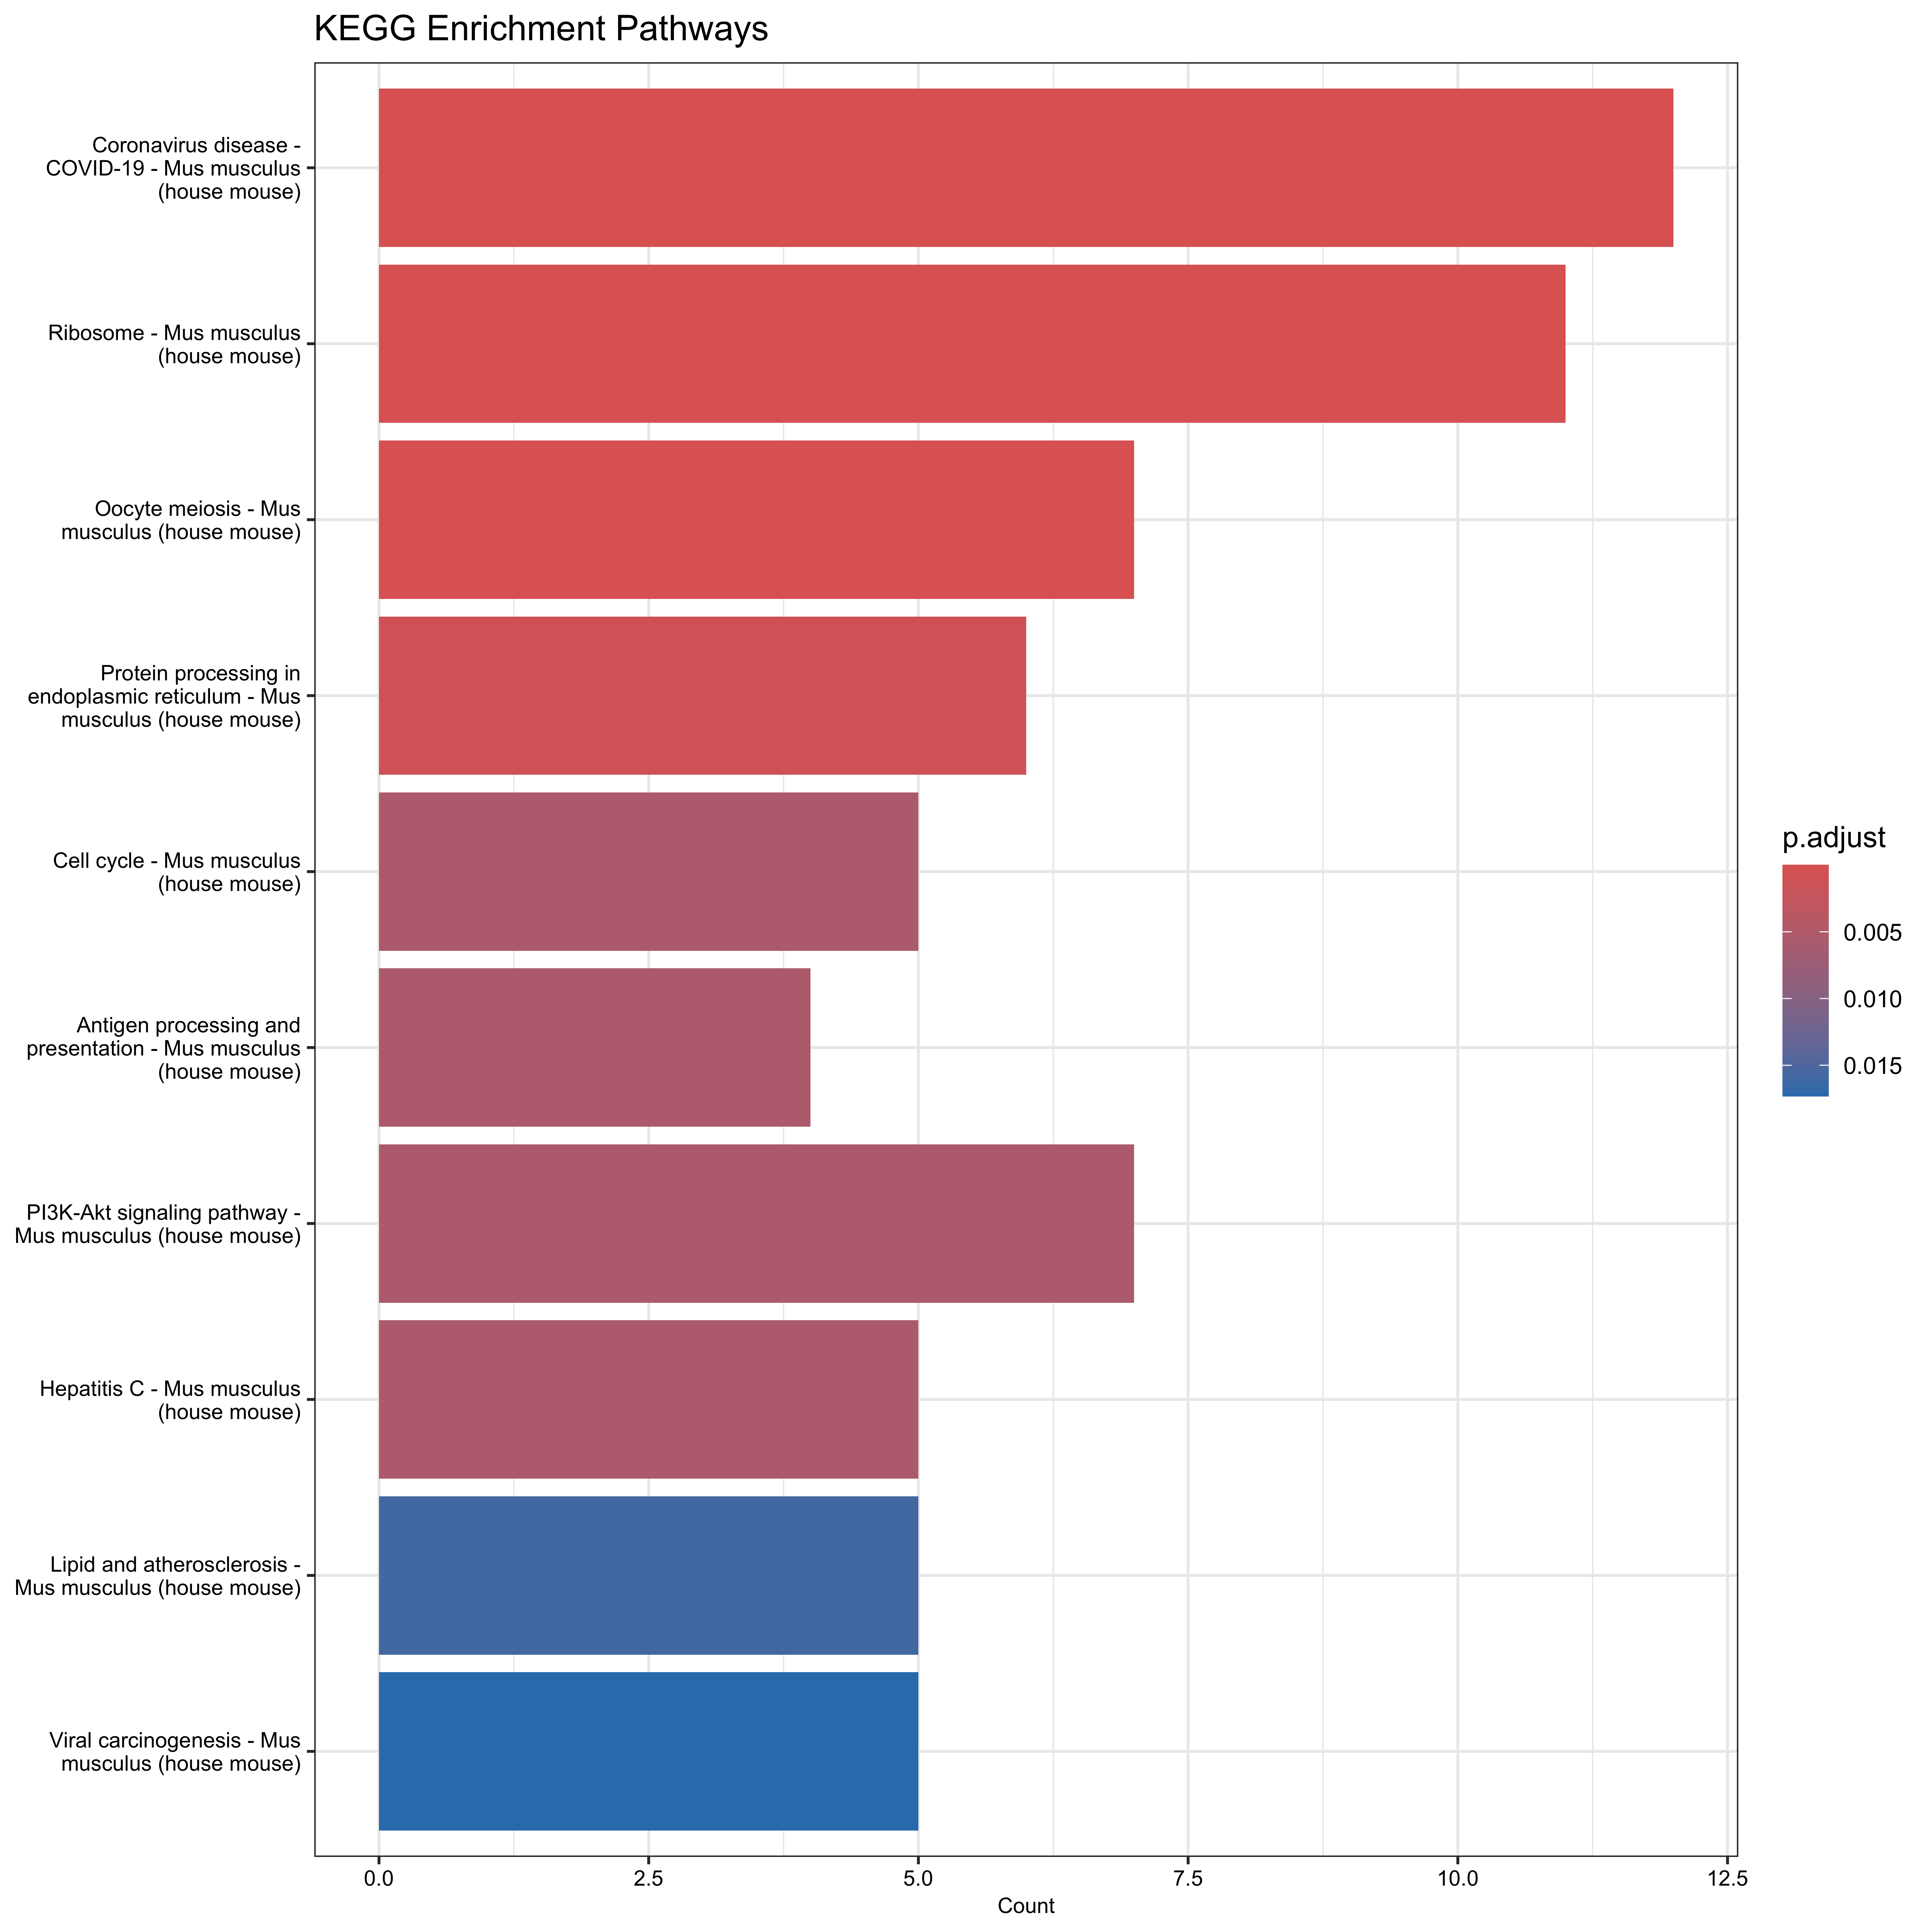 KEGG Enrichment Pathways
Coronavirus disease -
COVID-19 - Mus musculus
(house mouse)
Ribosome - Mus musculus
(house mouse)
Oocyte meiosis - Mus
musculus (house mouse)
Protein processing in
endoplasmic reticulum - Mus
musculus (house mouse)
Cell cycle - Mus musculus
(house mouse)
Antigen processing and
presentation - Mus musculus
(house mouse)
PI3K-Akt signaling pathway -
Mus musculus (house mouse)
Hepatitis C - Mus musculus
(house mouse)
Lipid and atherosclerosis -
Mus musculus (house mouse)
Viral carcinogenesis - Mus
musculus (house mouse)
0.0 2.5 5.0 7.5 10.0 12.5
Count
p.adjust
0.005
0.010
0.015